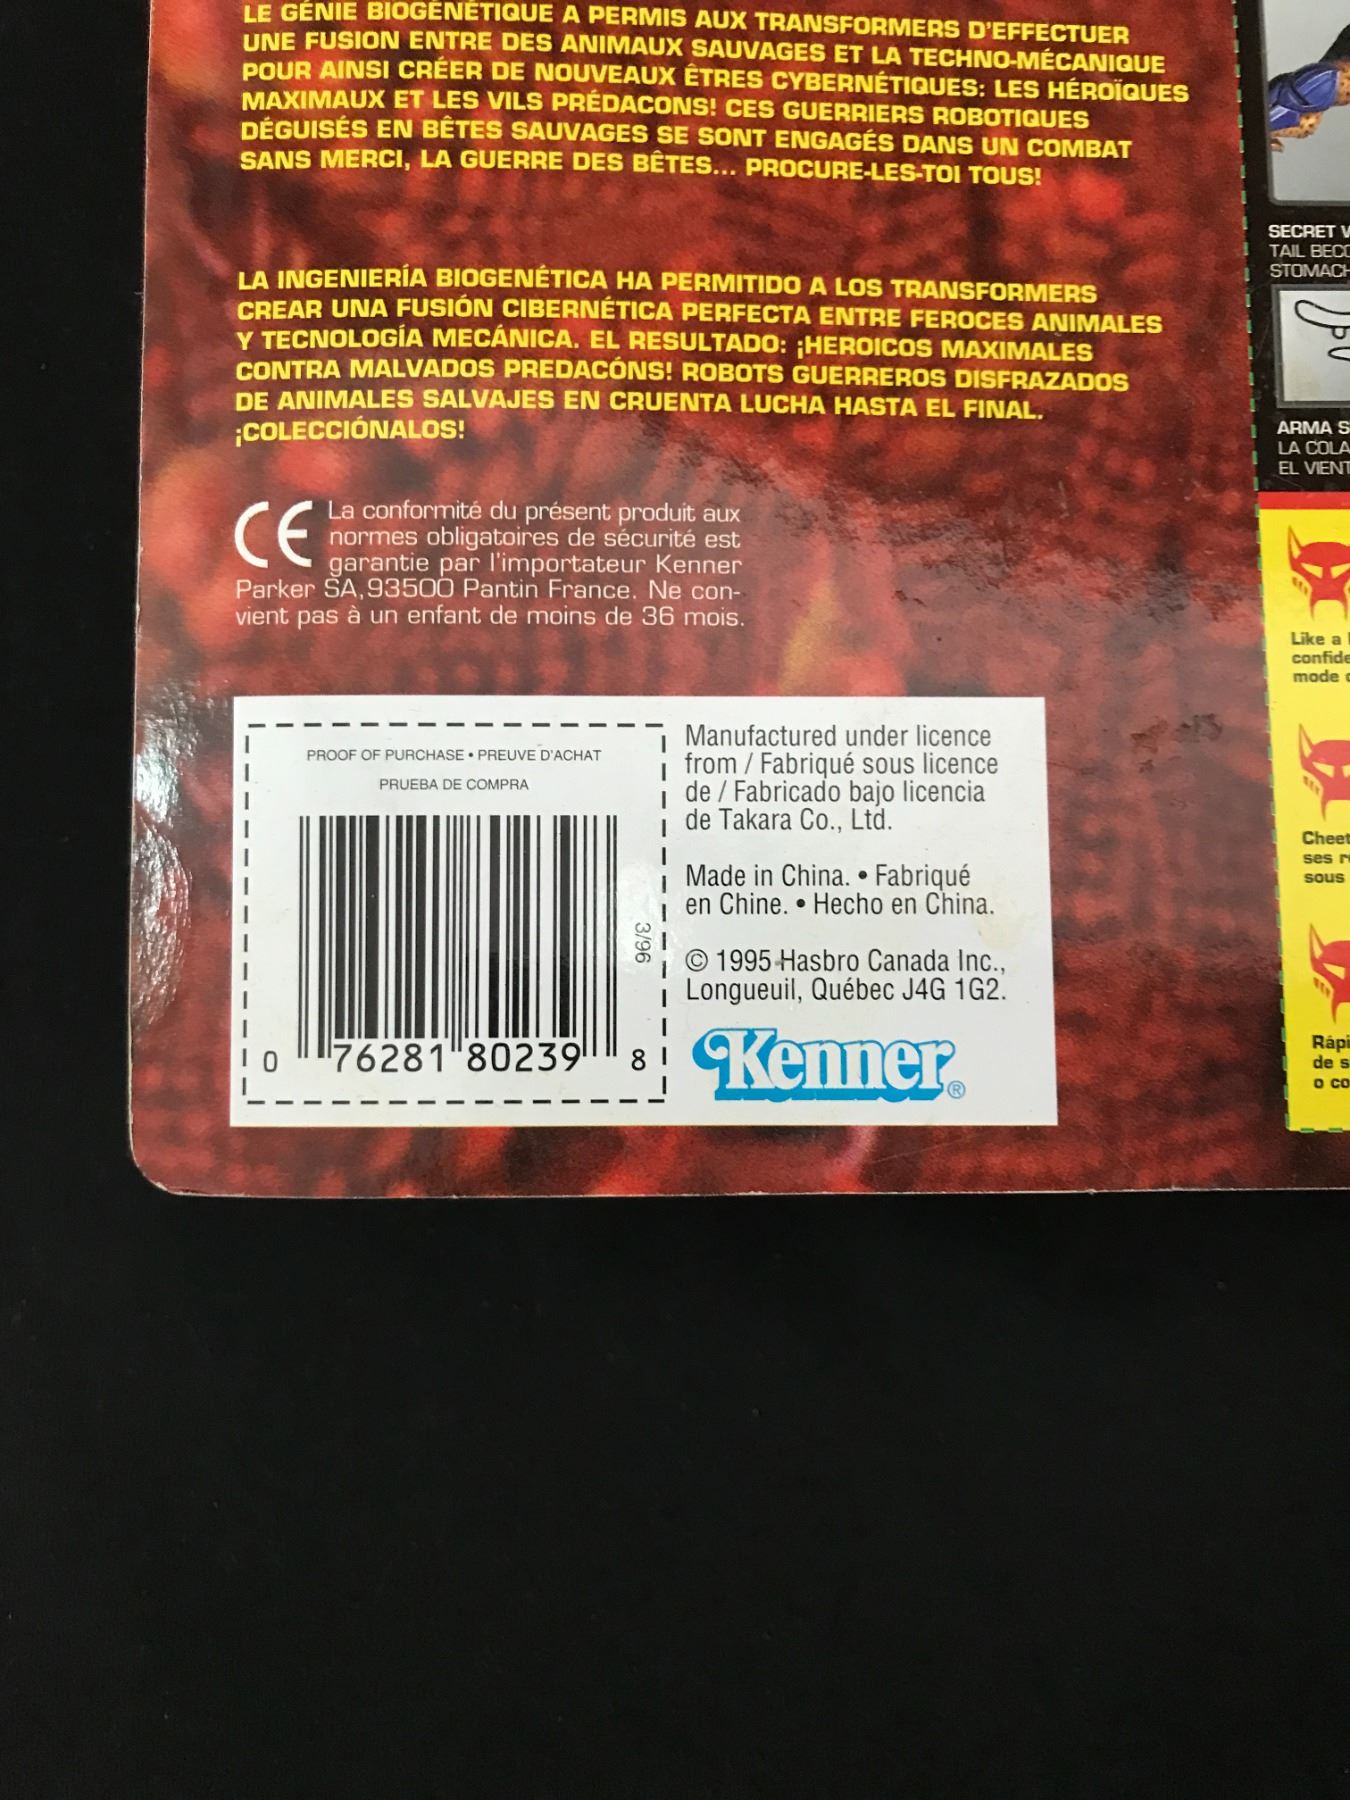 LE GÉNIE BIOGÉNÉTIQUE A PERMIS AUX TRANSFORMERS D'EFFECTUER
UNE FUSION ENTRE DES ANIMAUX SAUVAGES ET LA TECHNO-MÉCANIQUE
POUR AINSI CRÉER DE NOUVEAUX ÊTRES CYBERNÉTIQUES: LES HÉROÏQUES
MAXIMAUX ET LES VILS PRÉDACONS! CES GUERRIERS ROBOTIQUES
DÉGUISÉS EN BÊTES SAUVAGES SE SONT ENGAGÉS DANS UN COMBAT
SANS MERCI, LA GUERRE DES BÊTES... PROCURE-LES-TOI TOUS!
LA INGENIERÍA BIOGENÉTICA HA PERMITIDO A LOS TRANSFORMERS
CREAR UNA FUSIÓN CIBERNÉTICA PERFECTA ENTRE FEROCES ANIMALES
Y TECNOLOGÍA MECÁNICA. EL RESULTADO: ¡HEROICOS MAXIMALES
CONTRA MALVADOS PREDACÓNS! ROBOTS GUERREROS DISFRAZADOS
DE ANIMALES SALVAJES EN CRUENTA LUCHA HASTA EL FINAL.
¡COLECCIÓNALOS!
CE La conformité du présent produit aux
normes obligatoires de sécurité est
garantie par l'importateur Kenner
Parker SA,93500 Pantin France. Ne con-
vient pas à un enfant de moins de 36 mois.
PROOF OF PURCHASE • PREUVE D'ACHAT
PRUEBA DE COMPRA
3/96
0 76281 80239 8
Manufactured under licence
from / Fabriqué sous licence
de / Fabricado bajo licencia
de Takara Co., Ltd.
Made in China. • Fabriqué
en Chine. • Hecho en China.
© 1995 Hasbro Canada Inc.,
Longueuil, Québec J4G 1G2.
Kenner®
SECRET
TAIL
STOMACH
ARMA
LA COLA
EL
Like a
mode
ses
sous
de
o